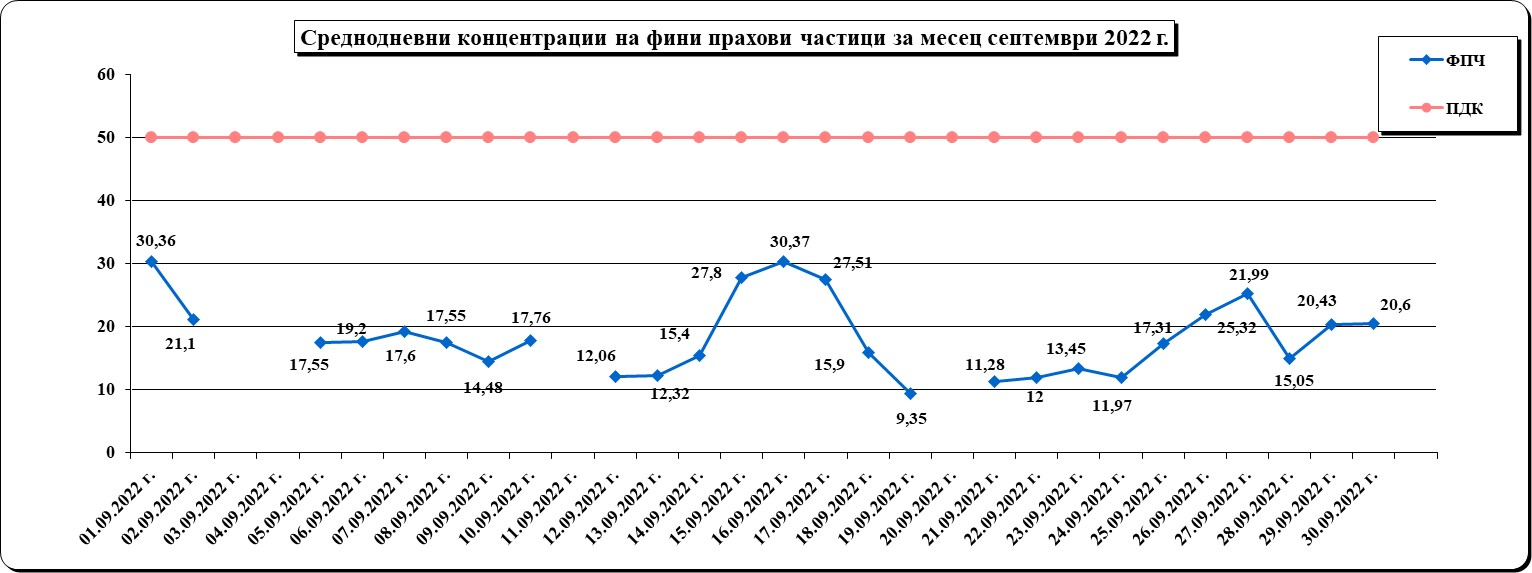 Среднодневни концентрации на фини прахови частици за месец септември 2022 г.
ФПЧ
ПДК
60
50
40
30
20
10
0
30,36
21,1
17,55
19,2
17,6
17,55
14,48
17,76
12,06
12,32
15,4
27,8
30,37
27,51
15,9
9,35
11,28
12
13,45
11,97
17,31
25,32
21,99
15,05
20,43
20,6
01.09.2022 г.
02.09.2022 г.
03.09.2022 г.
04.09.2022 г.
05.09.2022 г.
06.09.2022 г.
07.09.2022 г.
08.09.2022 г.
09.09.2022 г.
10.09.2022 г.
11.09.2022 г.
12.09.2022 г.
13.09.2022 г.
14.09.2022 г.
15.09.2022 г.
16.09.2022 г.
17.09.2022 г.
18.09.2022 г.
19.09.2022 г.
20.09.2022 г.
21.09.2022 г.
22.09.2022 г.
23.09.2022 г.
24.09.2022 г.
25.09.2022 г.
26.09.2022 г.
27.09.2022 г.
28.09.2022 г.
29.09.2022 г.
30.09.2022 г.